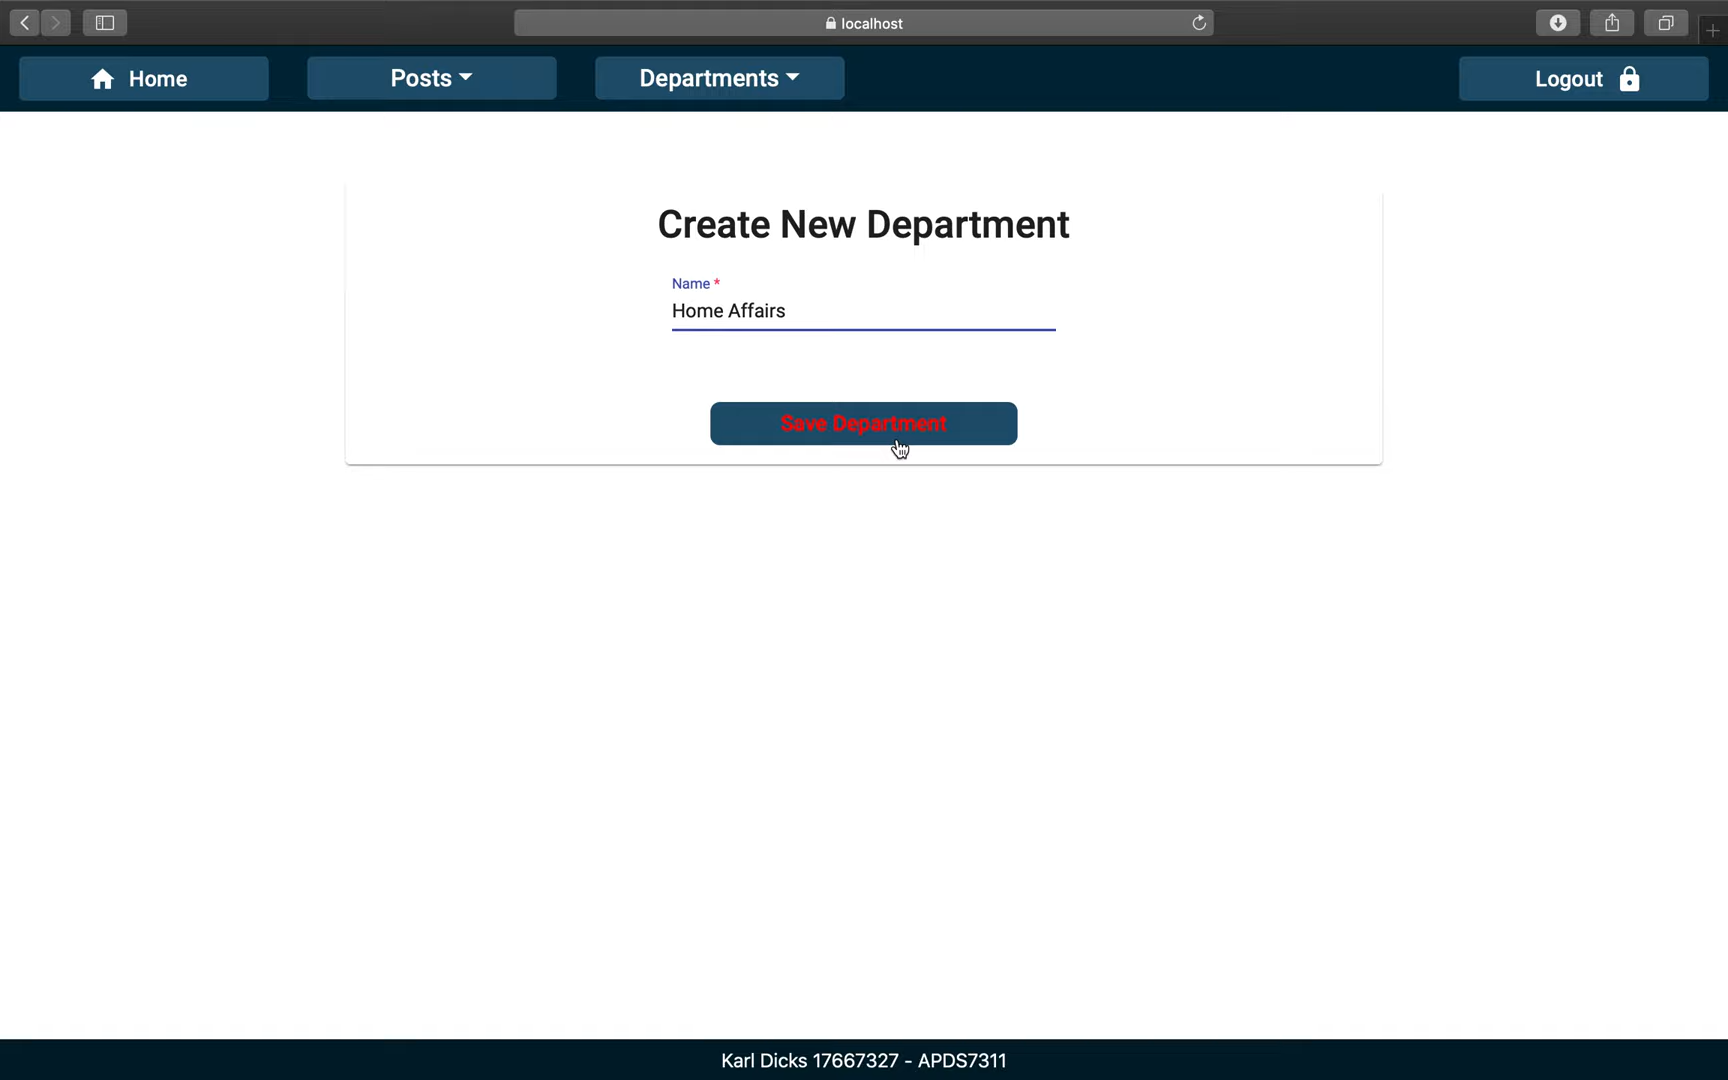 localhost
Home
Posts
Departments
Logout
Create New Department
Name *
Home Affairs
Save Department
Karl Dicks 17667327 - APDS7311